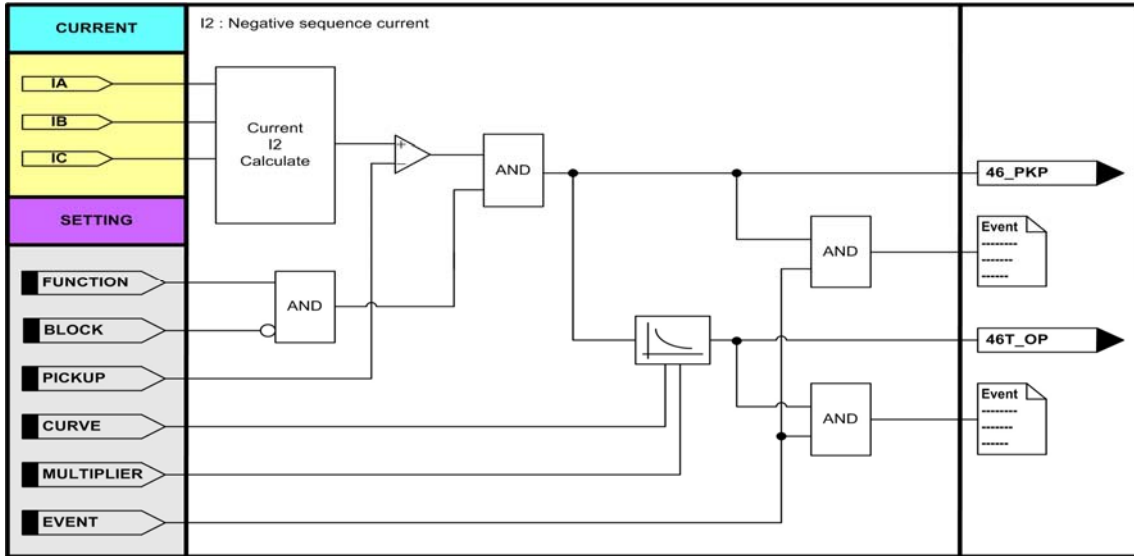 CURRENT
I2 : Negative sequence current
IA
IB
IC
Current
I2
Calculate
+
−
AND
46_PKP
SETTING
Event
--------
-------
------
AND
FUNCTION
AND
BLOCK
46T_OP
PICKUP
Event
--------
-------
------
CURVE
AND
MULTIPLIER
EVENT